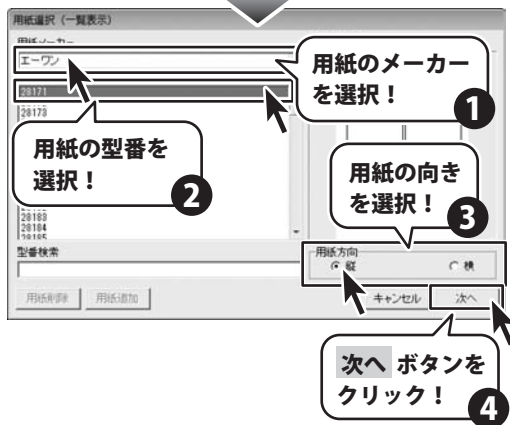 用紙選択（一覧表示）
用紙メーカー
エーワン
用紙のメーカー
を選択！
1
28171
28173
用紙の型番を
選択！
2
用紙の向き
を選択！
3
28183
28184
28185
型番検索
用紙方向
縦
横
用紙削除
用紙追加
キャンセル
次へ
次へ ボタンを
クリック！
4